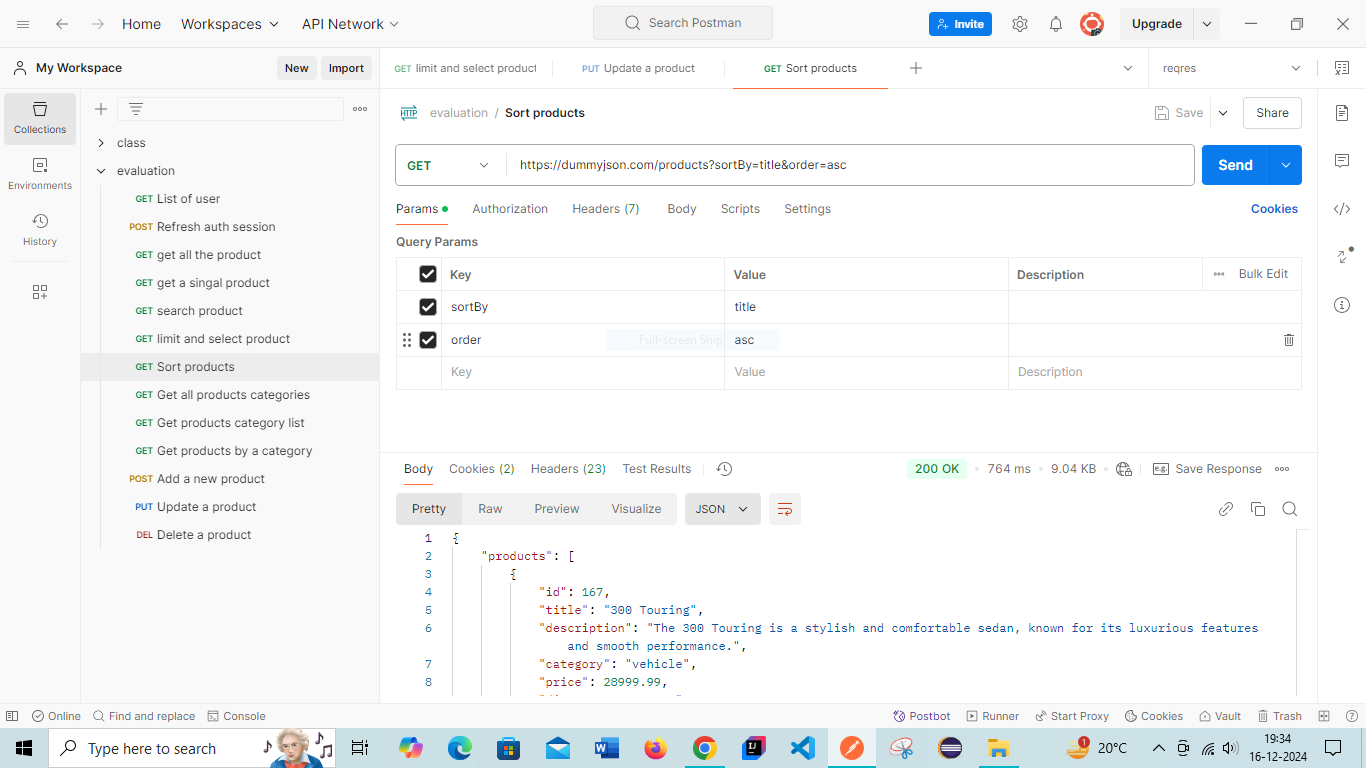 Home
Workspaces
API Network
Search Postman
Invite
Upgrade
My Workspace
New
Import
GET limit and select product
PUT Update a product
GET Sort products
reqres
Collections
Environments
History
class
evaluation
GET List of user
POST Refresh auth session
GET get all the product
GET get a singal product
GET search product
GET limit and select product
GET Sort products
GET Get all products categories
GET Get products category list
GET Get products by a category
POST Add a new product
PUT Update a product
DEL Delete a product
HTTP evaluation / Sort products
Save
Share
GET https://dummyjson.com/products?sortBy=title&order=asc
Send
Params Authorization Headers (7) Body Scripts Settings
Cookies
Query Params
Key Value Description Bulk Edit
sortBy title
order Full-screen Snip asc
Key Value Description
Body Cookies (2) Headers (23) Test Results
200 OK 764 ms 9.04 KB e.g. Save Response
Pretty Raw Preview Visualize JSON
1 {
2 "products": [
3 {
4 "id": 167,
5 "title": "300 Touring",
6 "description": "The 300 Touring is a stylish and comfortable sedan, known for its luxurious features
and smooth performance.",
7 "category": "vehicle",
8 "price": 28999.99,
Online Find and replace Console
Postbot Runner Start Proxy Cookies Vault Trash
Type here to search
1
20°C
19:34
16-12-2024